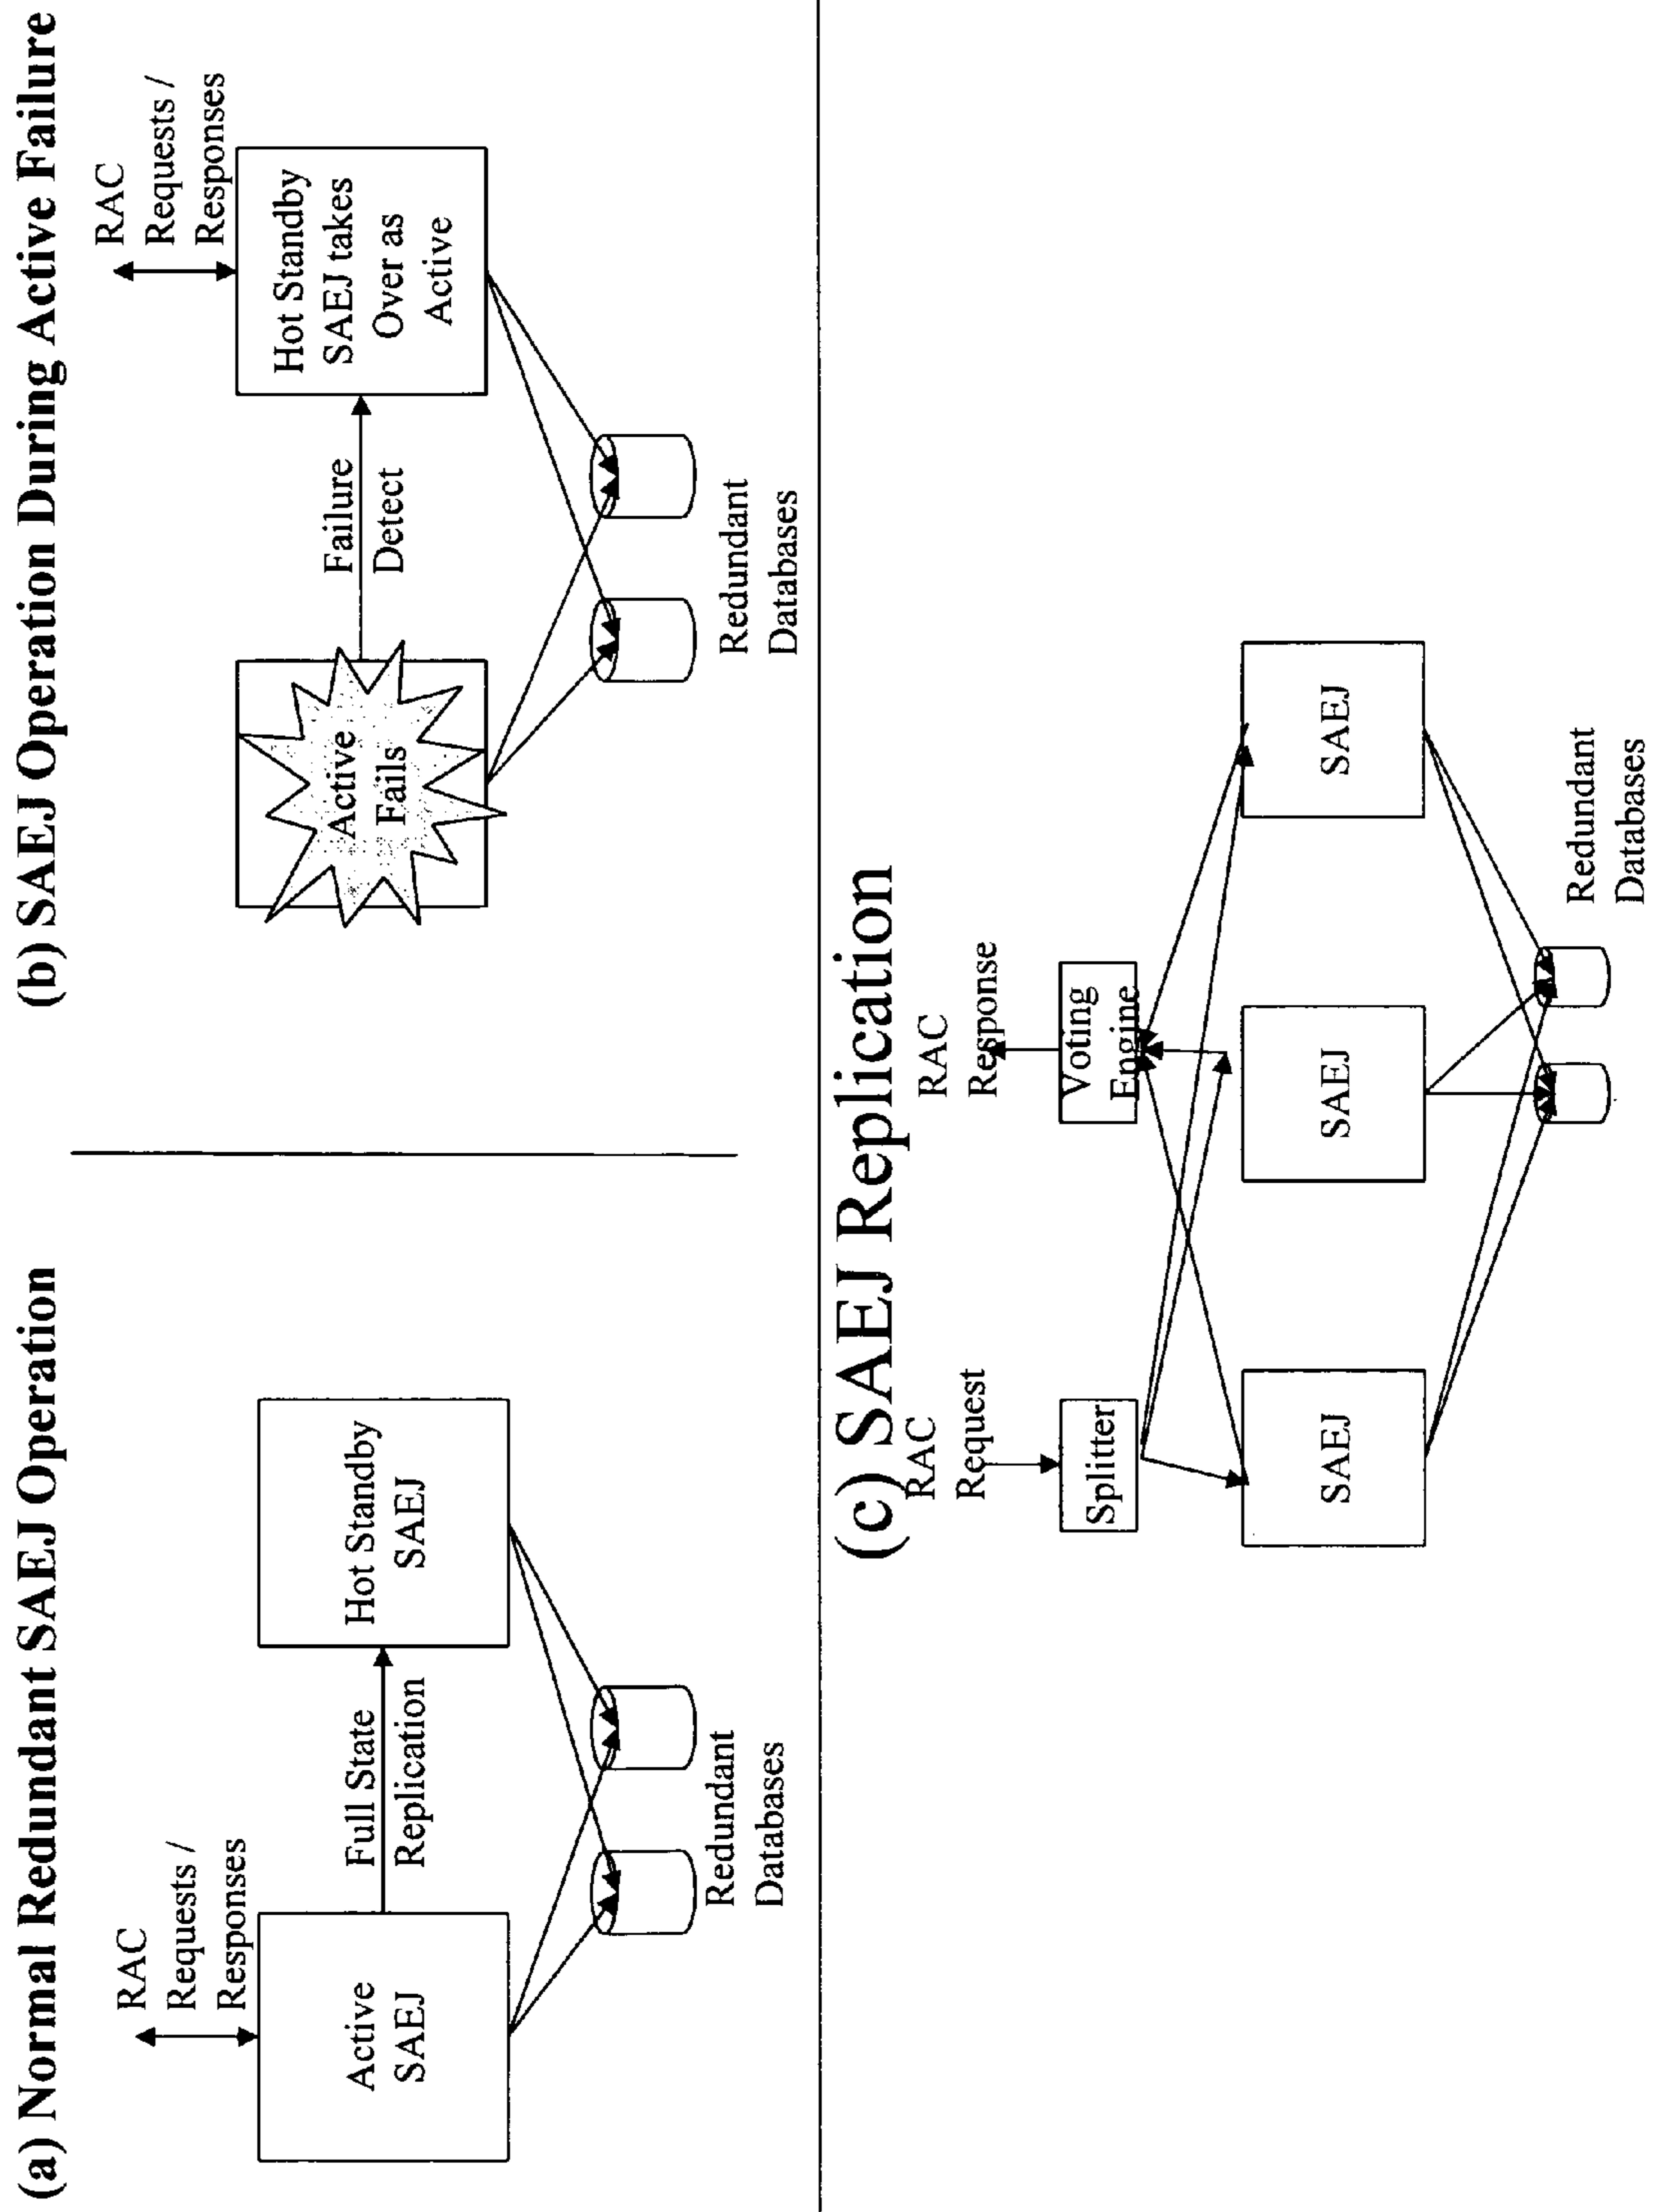 (a) Normal Redundant SAEJ Operation
RAC
Requests /
Responses
Active
SAEJ
Full State
Replication
Hot Standby
SAEJ
Redundant
Databases
(b) SAEJ Operation During Active Failure
RAC
Requests /
Responses
Active
Fails
Failure
Detect
Hot Standby
SAEJ takes
Over as
Active
Redundant
Databases
(c) SAEJ Replication
RAC
Request
RAC
Response
Splitter
Voting
Engine
SAEJ
SAEJ
SAEJ
Redundant
Databases